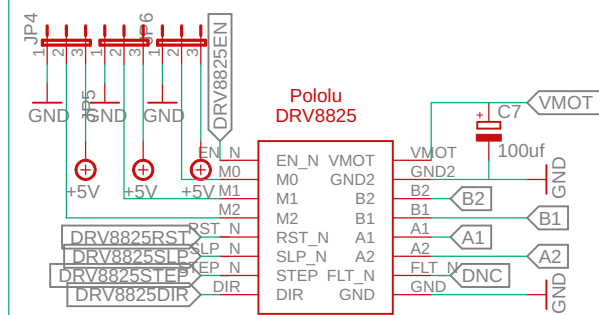 JP4
JP6
1
2
3
1
2
3
1
2
3
DRV8825EN
GND
JP5
GND
GND
+5V
+5V
+5V
Pololu
DRV8825
C7
VMOT
100uf
EN_N
M0
M1
M2
RST_N
SLP_N
STEP_N
DIR
EN_N VMOT
M0 GND2
M1 B2
M2 B1
RST_N A1
SLP_N A2
STEP FLT_N
DIR GND
VMOT
GND2
B2
B1
A1
A2
FLT_N
GND
GND
B2
B1
A1
A2
DNC
GND
DRV8825RST
DRV8825SLP
DRV8825STEP
DRV8825DIR